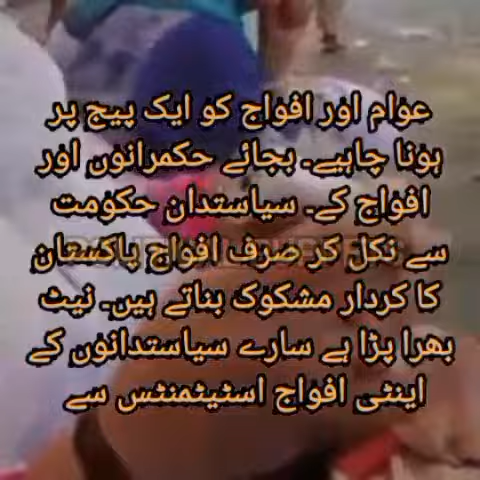 عوام اور افواج کو ایک پیج پر
ہونا چاہیے۔ بجائے حکمرانوں اور
افواج کے۔ سیاستدان حکومت
سے نکل کر صرف افواج پاکستان
کا کردار مشکوک بناتے ہیں۔ نیٹ
بھرا پڑا ہے سارے سیاستدانوں کے
اینٹی افواج اسٹیٹمنٹس سے